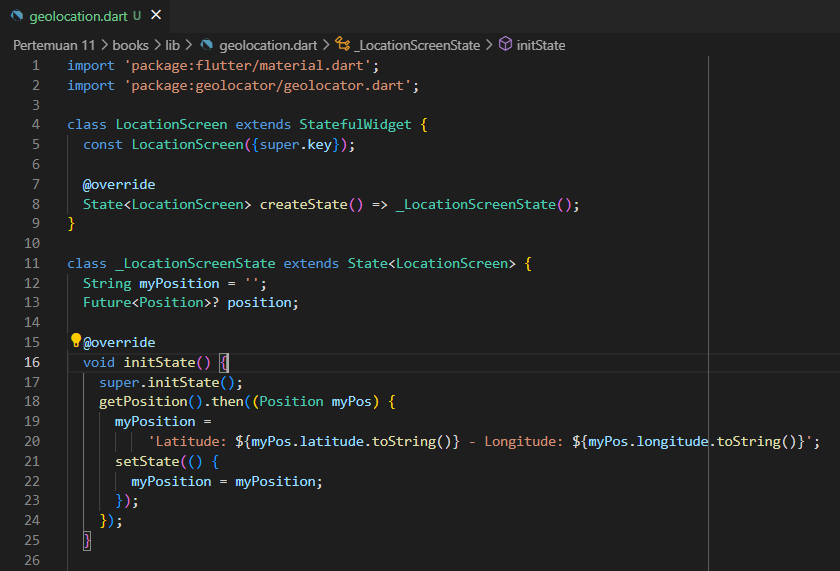 geolocation.dart U ×
Pertemuan 11 > books > lib > geolocation.dart > _LocationScreenState > initState
1 import 'package:flutter/material.dart';
2 import 'package:geolocator/geolocator.dart';
3
4 class LocationScreen extends StatefulWidget {
5   const LocationScreen({super.key});
6
7   @override
8   State<LocationScreen> createState() => _LocationScreenState();
9 }
10
11 class _LocationScreenState extends State<LocationScreen> {
12   String myPosition = '';
13   Future<Position>? position;
14
15   @override
16   void initState() {
17     super.initState();
18     getPosition().then((Position myPos) {
19       myPosition =
20           'Latitude: ${myPos.latitude.toString()} - Longitude: ${myPos.longitude.toString()}';
21       setState(() {
22         myPosition = myPosition;
23       });
24     });
25   }
26